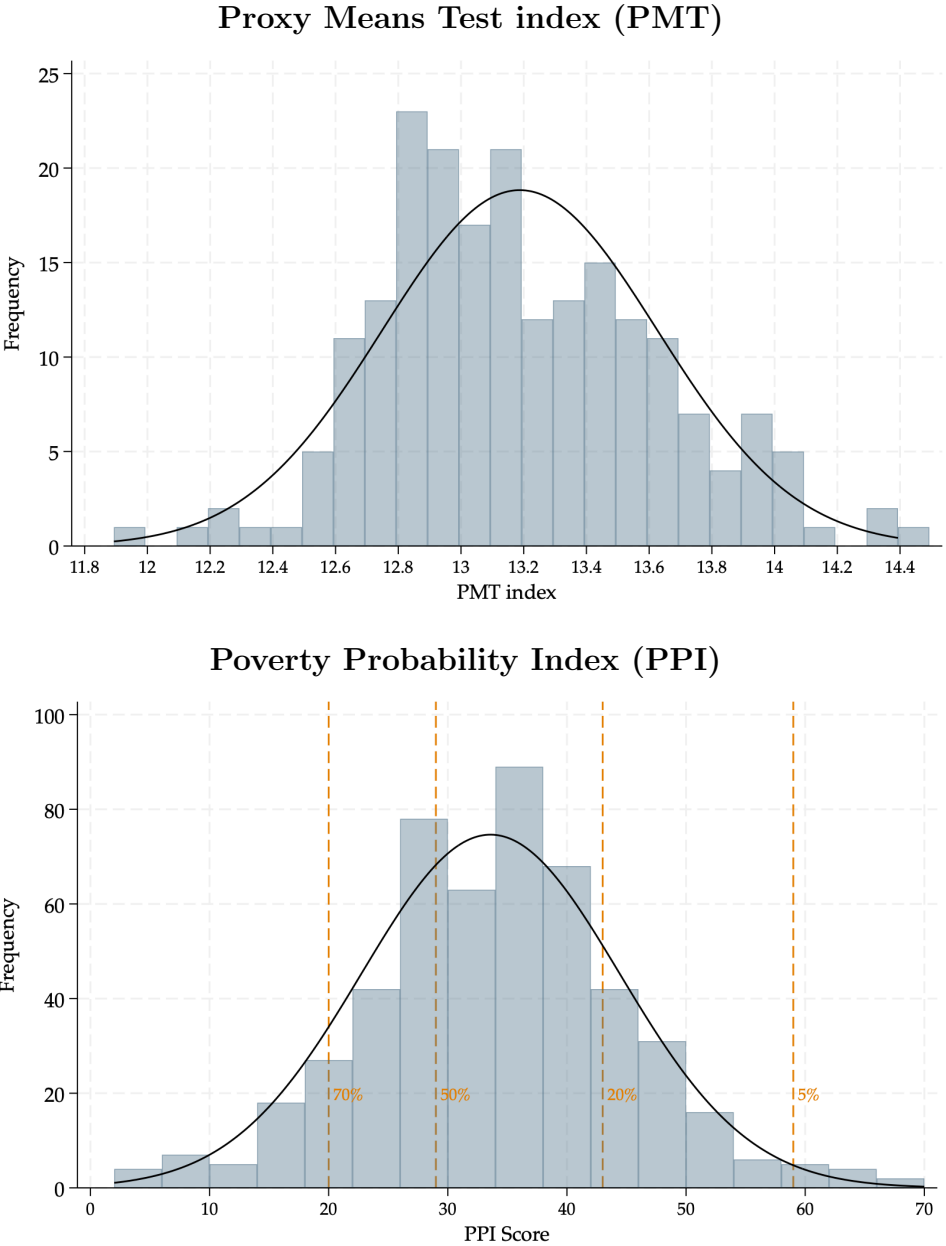 Proxy Means Test index (PMT)
25
20
15
10
5
0
Frequency
11.8 12 12.2 12.4 12.6 12.8 13 13.2 13.4 13.6 13.8 14 14.2 14.4
PMT index
Poverty Probability Index (PPI)
100
80
60
40
20
0
Frequency
70% 50% 20% 5%
0 10 20 30 40 50 60 70
PPI Score